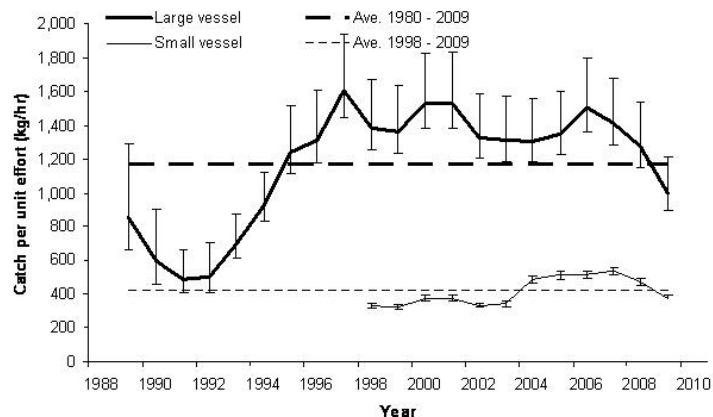 Large vessel
Ave. 1980 - 2009
Small vessel
Ave. 1998 - 2009
Catch per unit effort (kg/hr)
2,000
1,800
1,600
1,400
1,200
1,000
800
600
400
200
0
1988 1990 1992 1994 1996 1998 2000 2002 2004 2006 2008 2010
Year